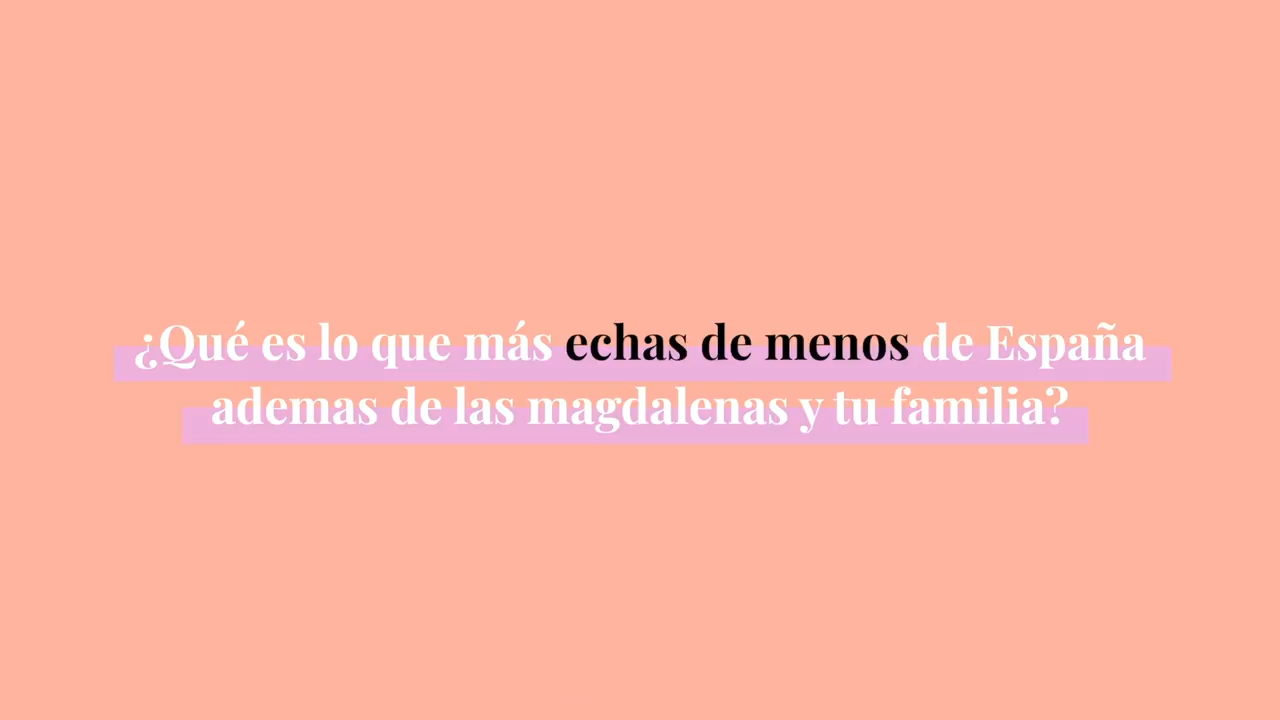 ¿Qué es lo que más echas de menos de España
ademas de las magdalenas y tu familia?